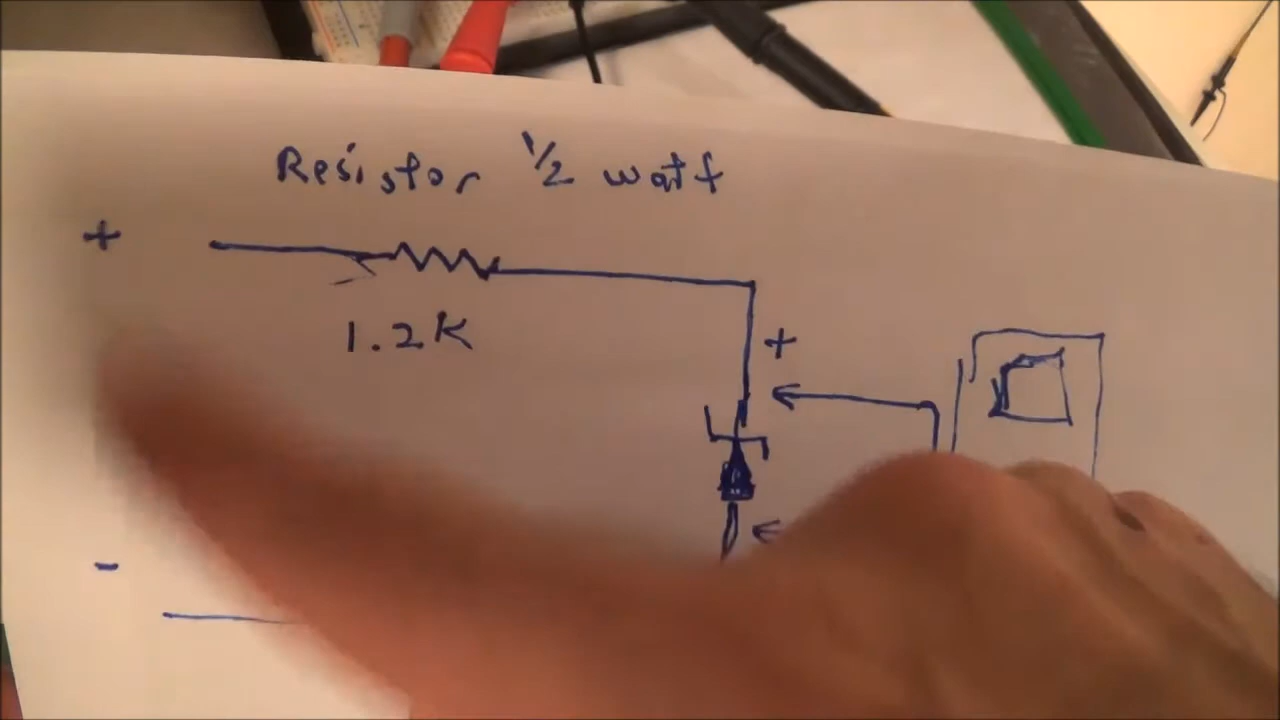 Resistor 1/2 watt
+
1.2K
+
-